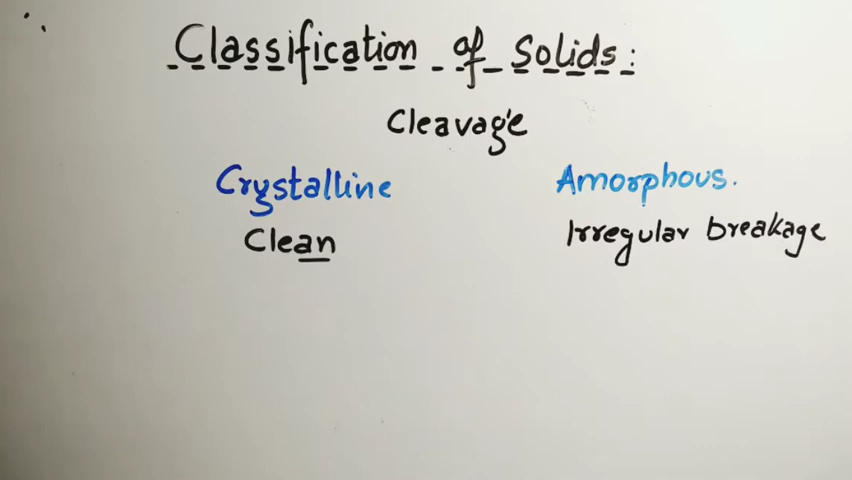 Classification of Solids:
Cleavage
Crystalline Amorphous.
Clean Irregular breakage